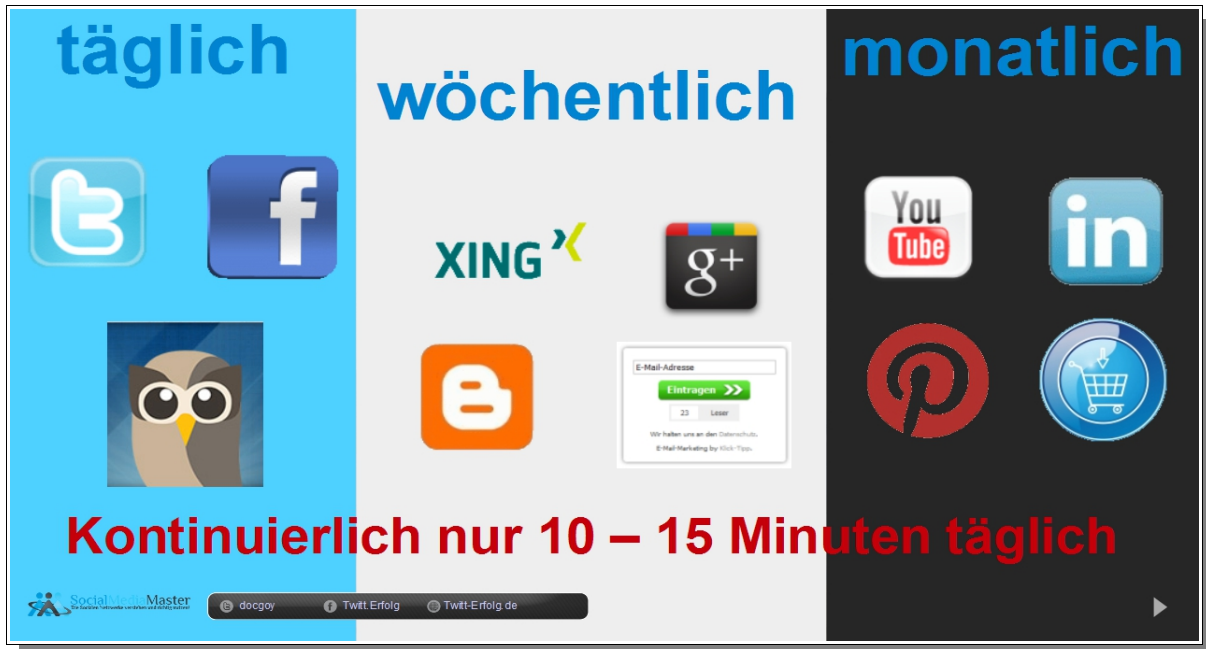 täglich
wöchentlich
monatlich
XING
g+
You
Tube
in
E-Mail-Adresse
Eintragen
23 Leser
Wir halten uns an den Datenschutz.
E-Mail-Marketing by Klick-Tipp.
Kontinuierlich nur 10 – 15 Minuten täglich
SocialMediaMaster
docgoy
Twitt.Erfolg
Twitt-Erfolg.de